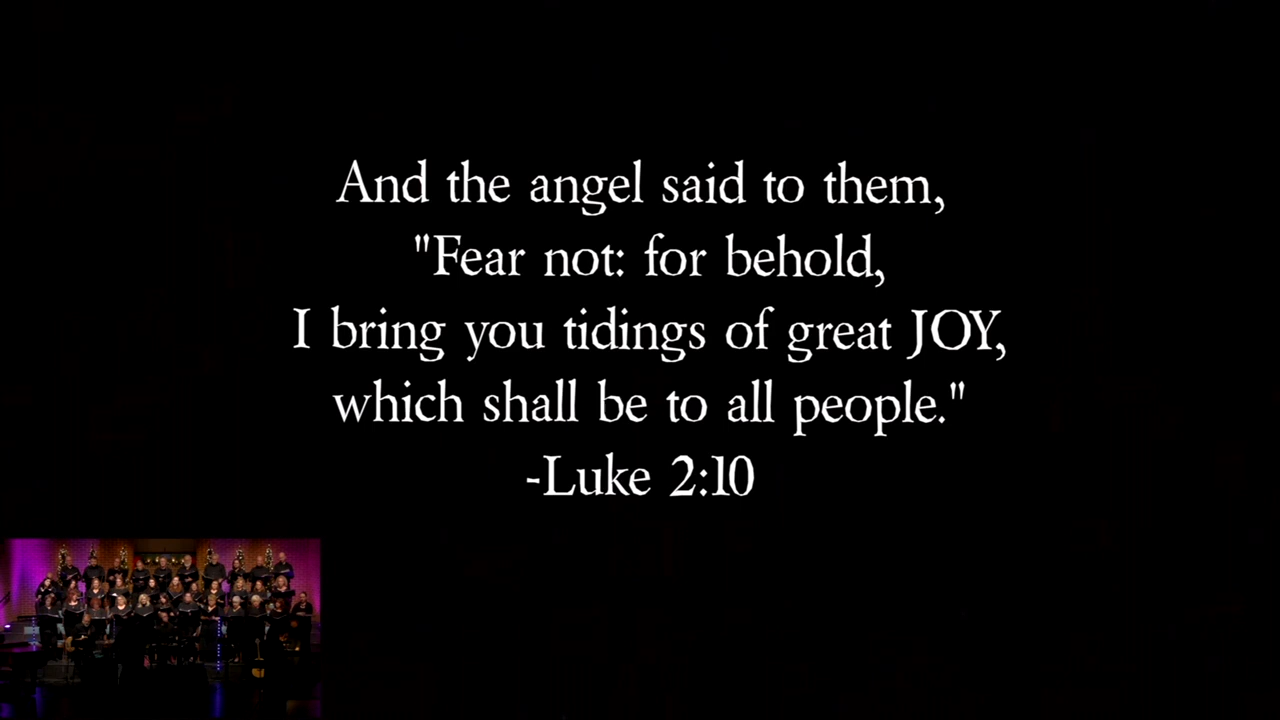 And the angel said to them,
"Fear not: for behold,
I bring you tidings of great JOY,
which shall be to all people."
-Luke 2:10